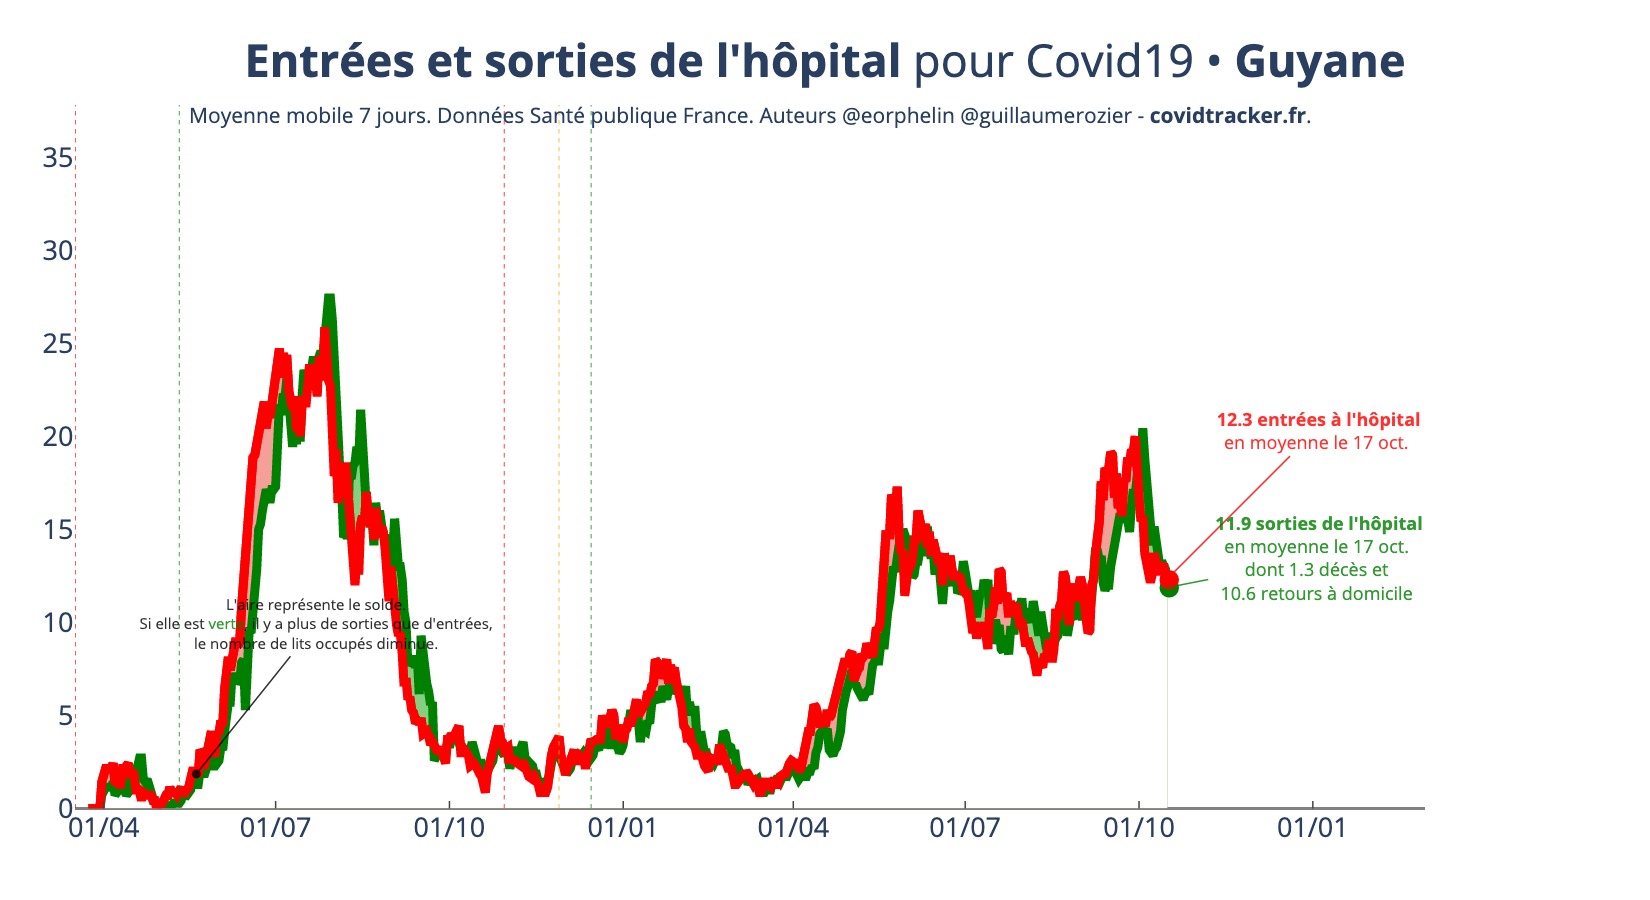 Entrées et sorties de l'hôpital pour Covid19 • Guyane
Moyenne mobile 7 jours. Données Santé publique France. Auteurs @eorphelin @guillaumerozier - covidtracker.fr.
35
30
25
20
15
10
5
0
12.3 entrées à l'hôpital
en moyenne le 17 oct.
11.9 sorties de l'hôpital
en moyenne le 17 oct.
dont 1.3 décès et
10.6 retours à domicile
L'aire représente le solde.
Si elle est verte, il y a plus de sorties que d'entrées,
le nombre de lits occupés diminue.
01/04 01/07 01/10 01/01 01/04 01/07 01/10 01/01